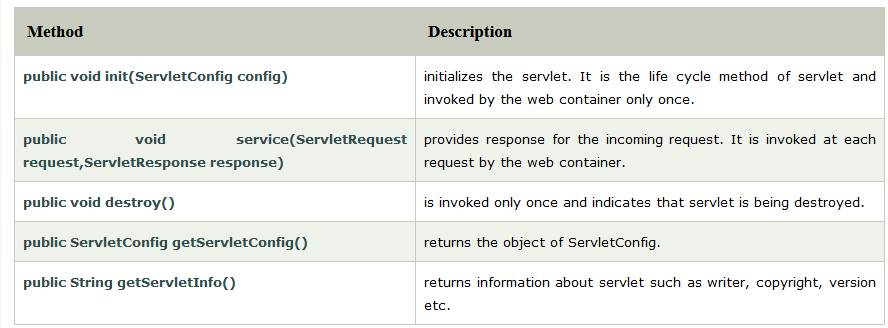 Method Description
public void init(ServletConfig config) initializes the servlet. It is the life cycle method of servlet and
invoked by the web container only once.
public void service(ServletRequest provides response for the incoming request. It is invoked at each
request,ServletResponse response) request by the web container.
public void destroy() is invoked only once and indicates that servlet is being destroyed.
public ServletConfig getServletConfig() returns the object of ServletConfig.
public String getServletInfo() returns information about servlet such as writer, copyright, version
etc.